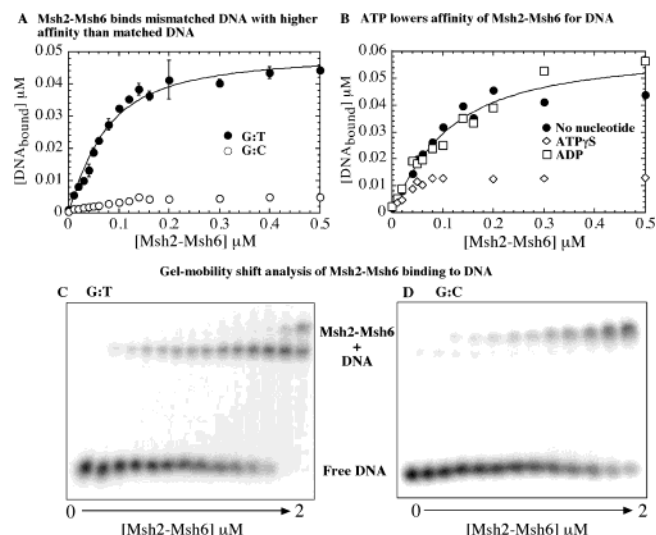 A Msh2-Msh6 binds mismatched DNA with higher
affinity than matched DNA
[DNAbound] μM
0.05
0.04
0.03
0.02
0.01
0
G:T
G:C
0 0.1 0.2 0.3 0.4 0.5
[Msh2-Msh6] μM
B ATP lowers affinity of Msh2-Msh6 for DNA
[DNAbound] μM
0.06
0.05
0.04
0.03
0.02
0.01
0
No nucleotide
ATPγS
ADP
0 0.1 0.2 0.3 0.4 0.5
[Msh2-Msh6] μM
Gel-mobility shift analysis of Msh2-Msh6 binding to DNA
C G:T
Msh2-Msh6
+
DNA
Free DNA
0 2
[Msh2-Msh6] μM
D G:C
0 2
[Msh2-Msh6] μM